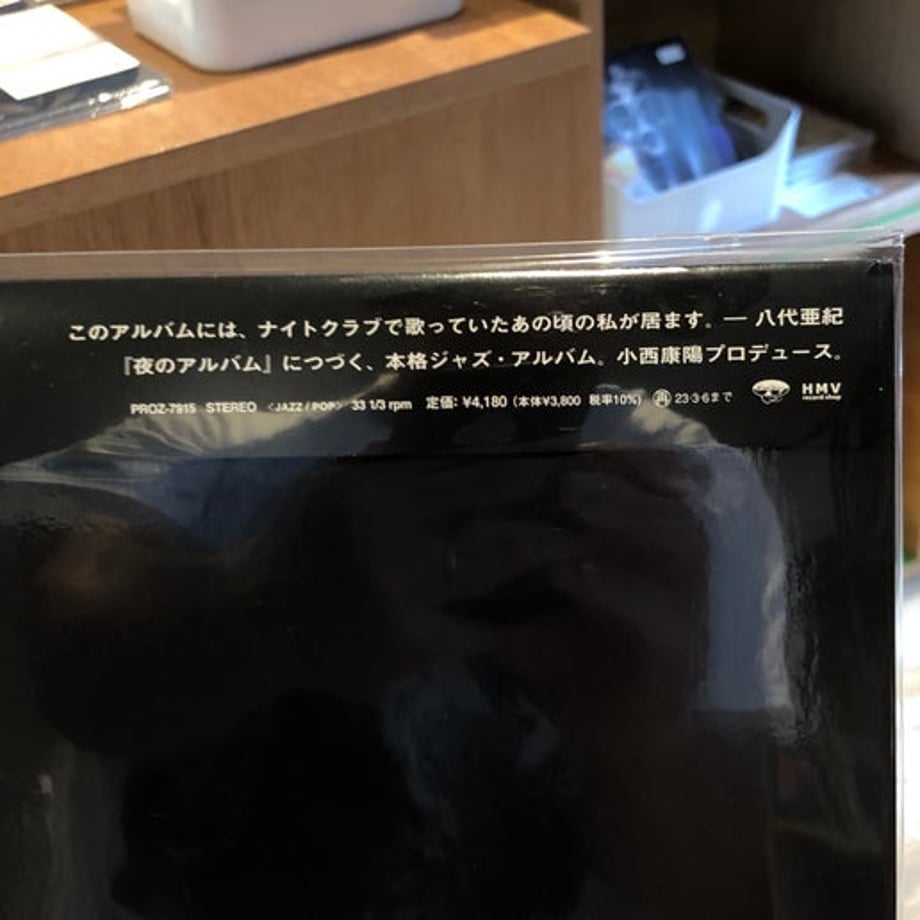 このアルバムには、ナイトクラブで歌っていたあの頃の私が居ます。― 八代亜紀
『夜のアルバム』につづく、本格ジャズ・アルバム。小西康陽プロデュース。
PROZ-7915 STEREO 〈JAZZ / POP〉 33 1/3 rpm 定価: ¥4,180 (本体¥3,800 税率10%) 23·3·6まで
HMV
record shop